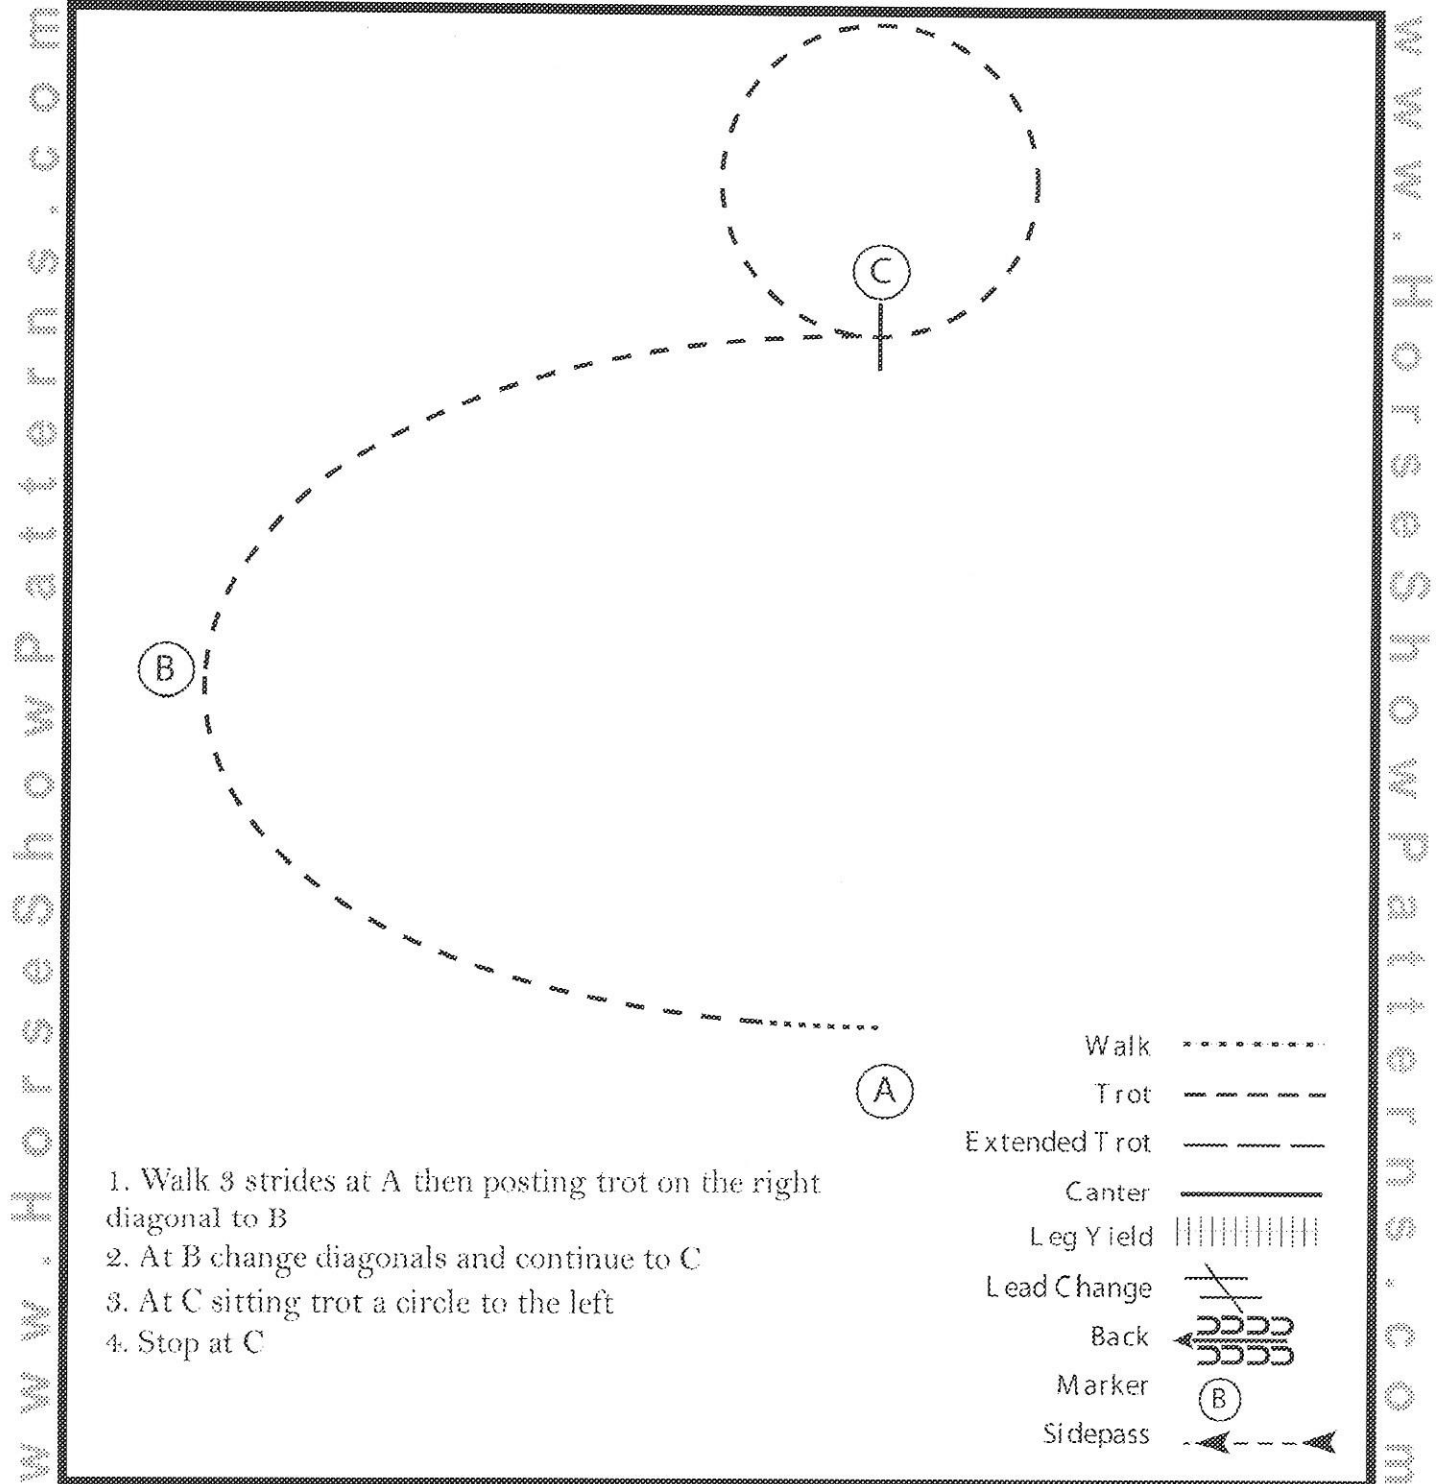 www.HorseShowPatterns.com
www.HorseShowPatterns.com
C
B
A
1. Walk 3 strides at A then posting trot on the right
diagonal to B
2. At B change diagonals and continue to C
3. At C sitting trot a circle to the left
4. Stop at C
Walk
Trot
Extended Trot
Canter
Leg Yield
Lead Change
Back
Marker
B
Sidepass